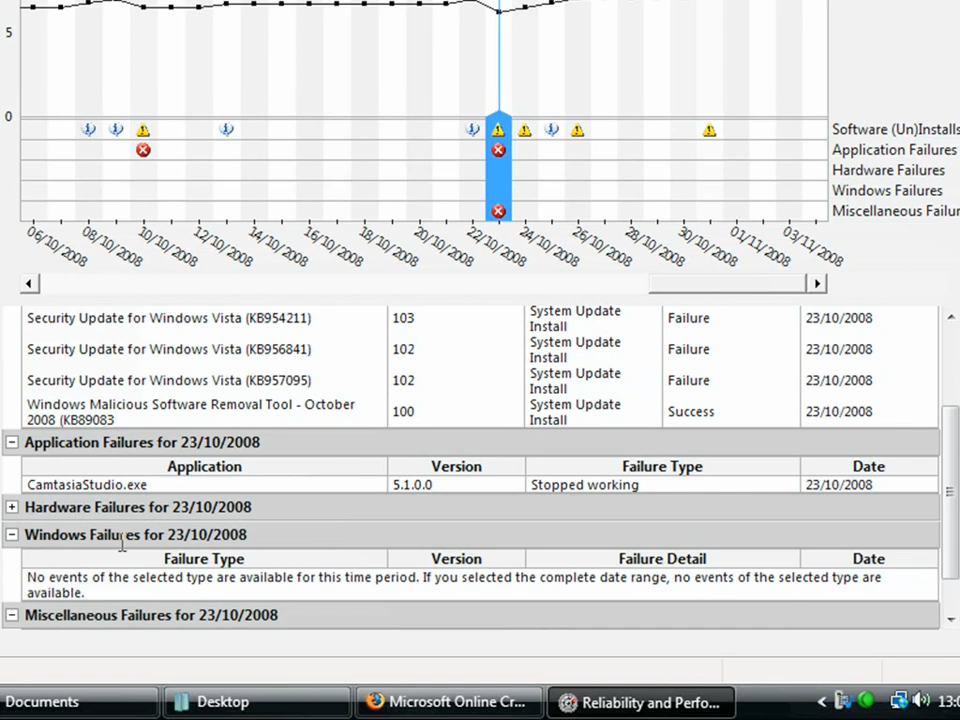 5
0
Software (Un)Installs
Application Failures
Hardware Failures
Windows Failures
Miscellaneous Failur
06/10/2008 08/10/2008 10/10/2008 12/10/2008 14/10/2008 16/10/2008 18/10/2008 20/10/2008 22/10/2008 24/10/2008 26/10/2008 28/10/2008 30/10/2008 01/11/2008 03/11/2008
Security Update for Windows Vista (KB954211) 103 System Update Failure 23/10/2008
Install
Security Update for Windows Vista (KB956841) 102 System Update Failure 23/10/2008
Install
Security Update for Windows Vista (KB957095) 102 System Update Failure 23/10/2008
Install
Windows Malicious Software Removal Tool - October 100 System Update Success 23/10/2008
2008 (KB89083 Install
Application Failures for 23/10/2008
Application Version Failure Type Date
CamtasiaStudio.exe 5.1.0.0 Stopped working 23/10/2008
Hardware Failures for 23/10/2008
Windows Failures for 23/10/2008
Failure Type Version Failure Detail Date
No events of the selected type are available for this time period. If you selected the complete date range, no events of the selected type are
available.
Miscellaneous Failures for 23/10/2008
Documents Desktop Microsoft Online Cr... Reliability and Perfo... 13:0